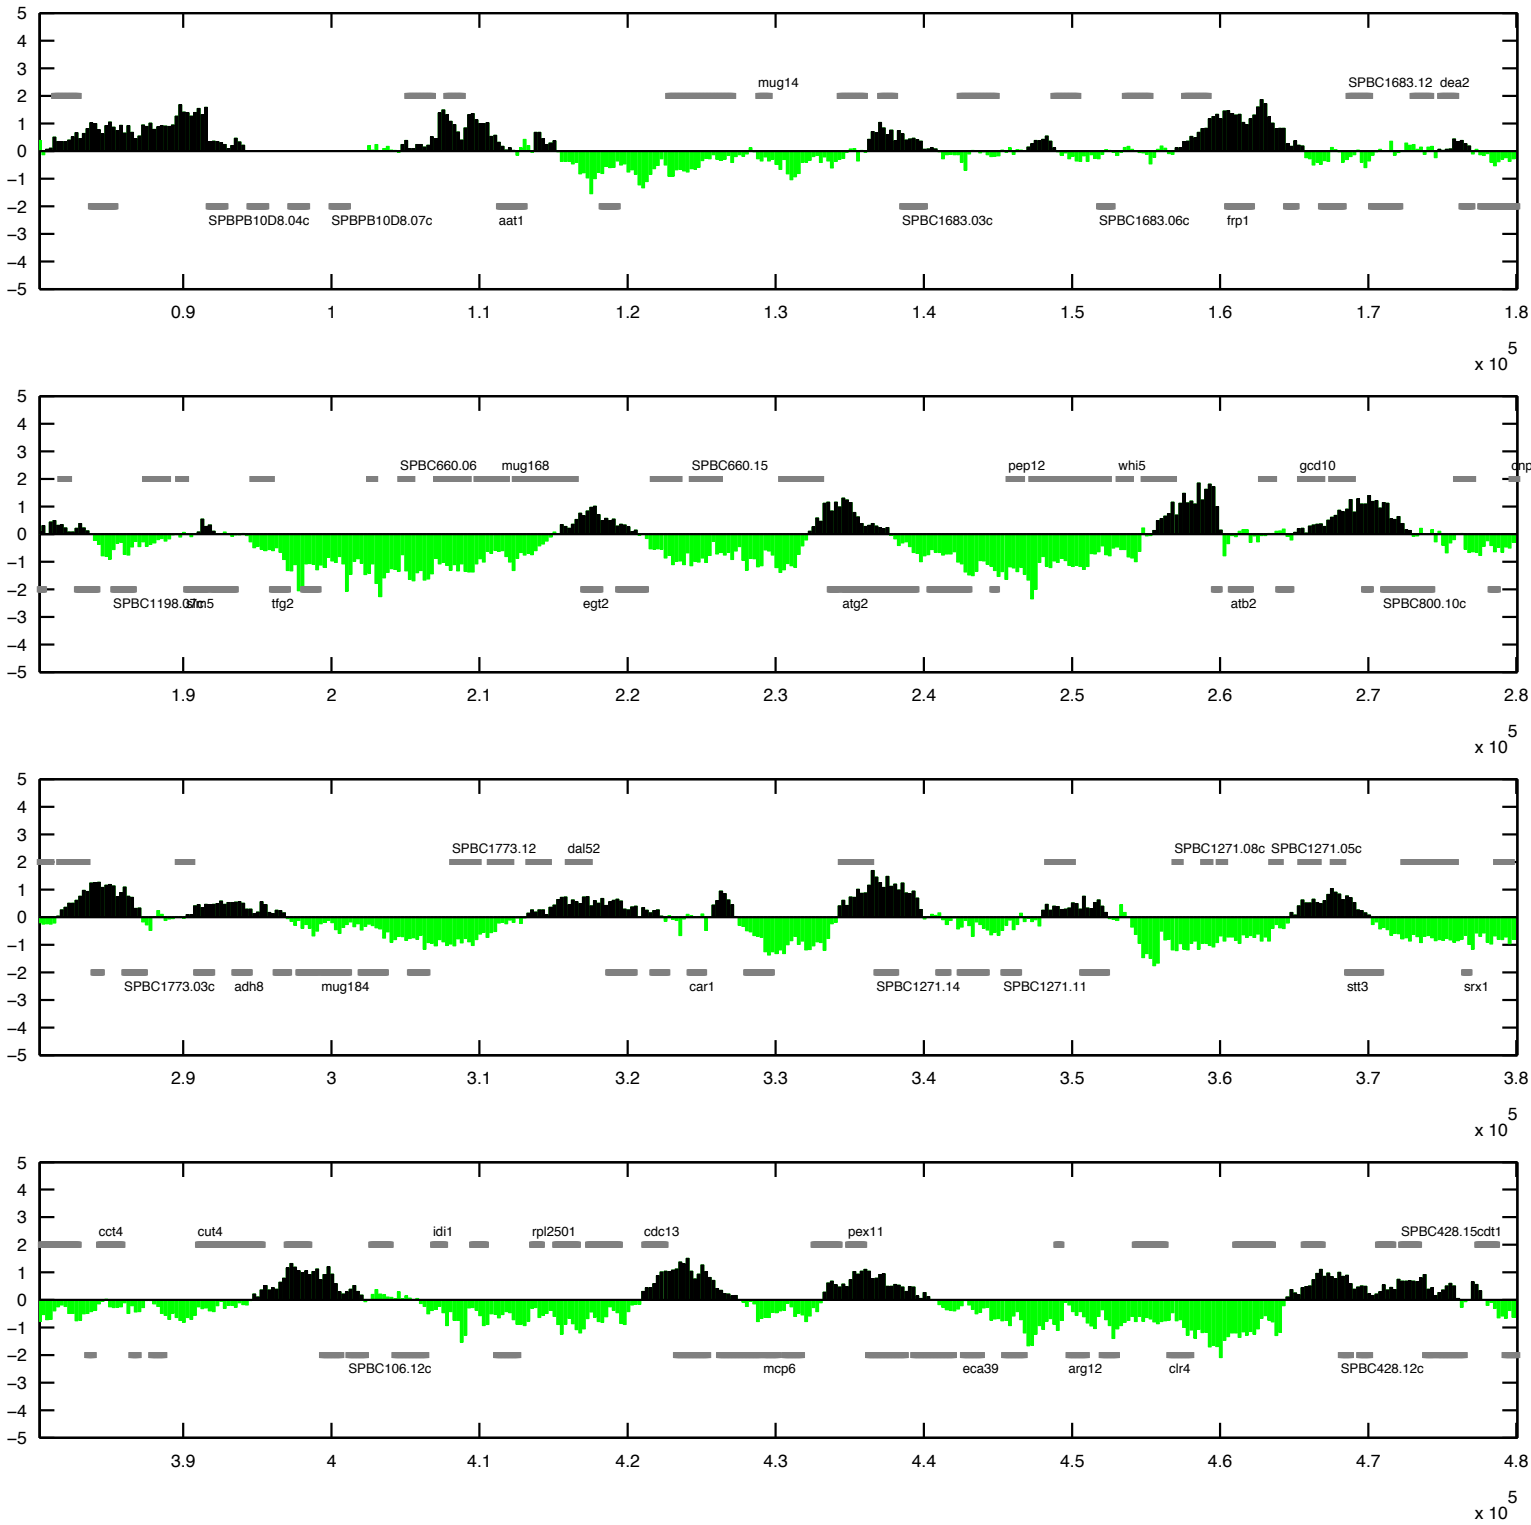 5
4
3
2
1
0
−1
−2
−3
−4
−5
mug14 SPBC1683.12 dea2
SPBPB10D8.04c SPBPB10D8.07c aat1 SPBC1683.03c SPBC1683.06c frp1
0.9 1 1.1 1.2 1.3 1.4 1.5 1.6 1.7 1.8
x 10^5
5
4
3
2
1
0
−1
−2
−3
−4
−5
SPBC660.06 mug168 SPBC660.15 pep12 whi5 gcd10
tfg2 egt2 atg2 atb2 SPBC800.10c
1.9 2 2.1 2.2 2.3 2.4 2.5 2.6 2.7 2.8
x 10^5
5
4
3
2
1
0
−1
−2
−3
−4
−5
SPBC1773.12 dal52 SPBC1271.08c SPBC1271.05c
SPBC1773.03c adh8 mug184 car1 SPBC1271.14 SPBC1271.11 stt3 srx1
2.9 3 3.1 3.2 3.3 3.4 3.5 3.6 3.7 3.8
x 10^5
5
4
3
2
1
0
−1
−2
−3
−4
−5
cct4 cut4 idi1 rpl2501 cdc13 pex11 SPBC428.15 cdt1
SPBC106.12c mcp6 eca39 arg12 clr4 SPBC428.12c
3.9 4 4.1 4.2 4.3 4.4 4.5 4.6 4.7 4.8
x 10^5